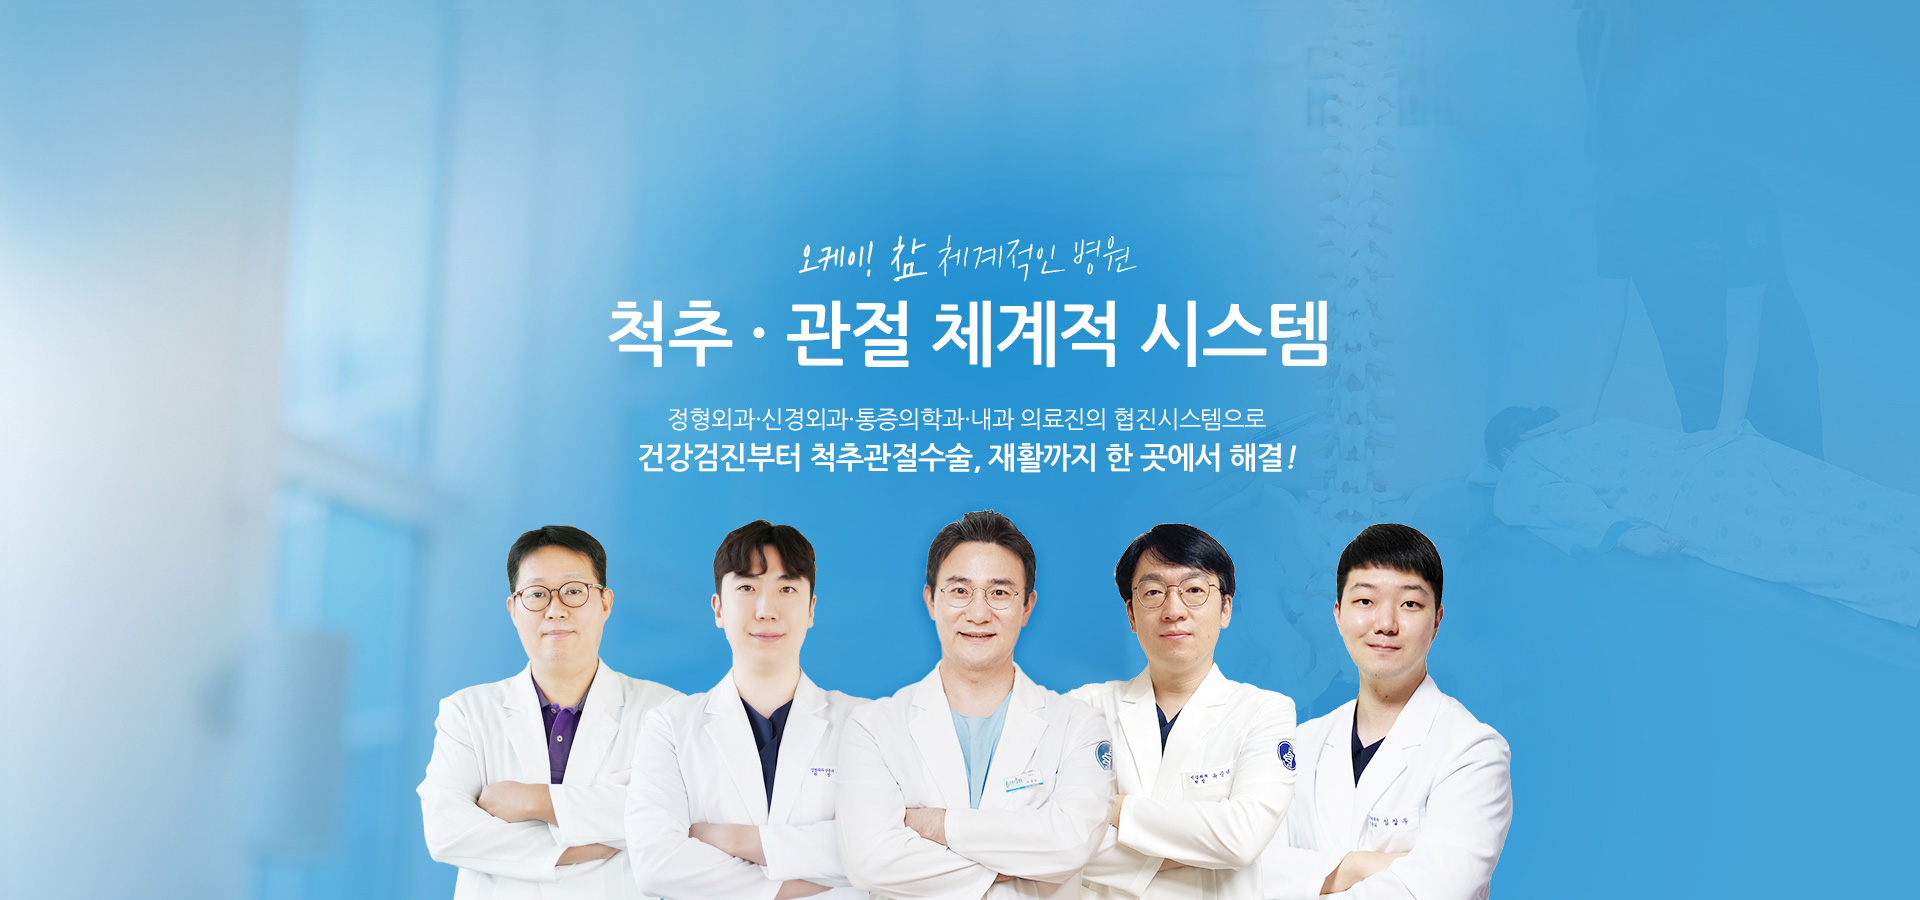 오케이! 참 체계적인 병원
척추·관절 체계적 시스템
정형외과·신경외과·통증의학과·내과 의료진의 협진시스템으로
건강검진부터 척추관절수술, 재활까지 한 곳에서 해결!